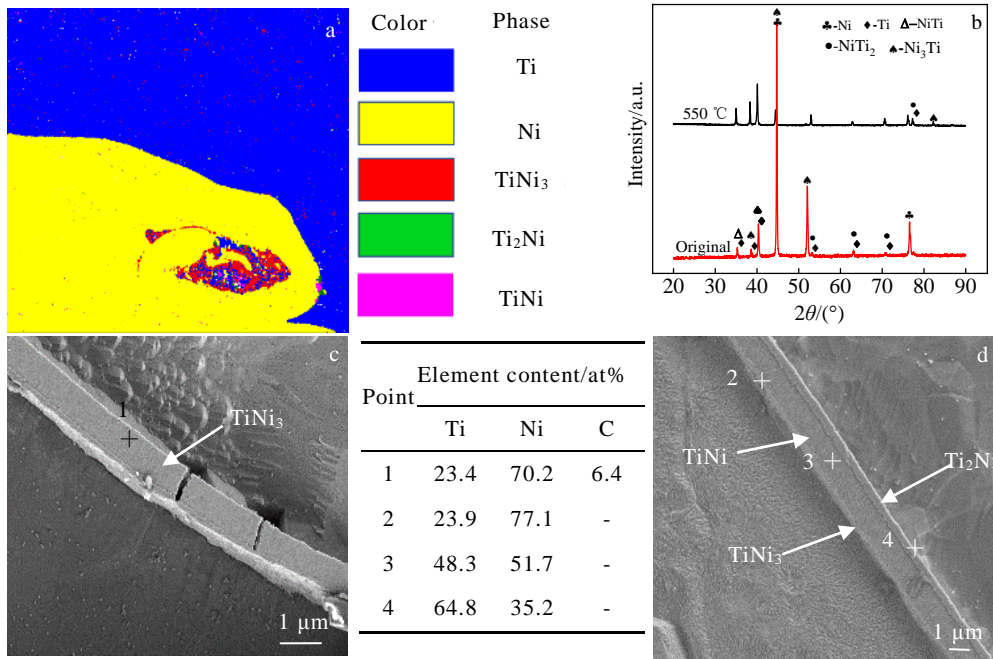 a
Color Phase
Ti
Ni
TiNi₃
Ti₂Ni
TiNi
b
♣-Ni ♦-Ti Δ–NiTi
●-NiTi₂ ♠-Ni₃Ti
550 ℃
Original
Intensity/a.u.
20 30 40 50 60 70 80 90
2θ/(°)
c
1
TiNi₃
1 μm
Point Element content/at%
Ti Ni C
1 23.4 70.2 6.4
2 23.9 77.1 -
3 48.3 51.7 -
4 64.8 35.2 -
d
2
TiNi
3
Ti₂Ni
TiNi₃
4
1 μm